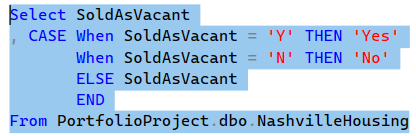 Select SoldAsVacant
, CASE When SoldAsVacant = 'Y' THEN 'Yes'
When SoldAsVacant = 'N' THEN 'No'
ELSE SoldAsVacant
END
From PortfolioProject.dbo.NashvilleHousing